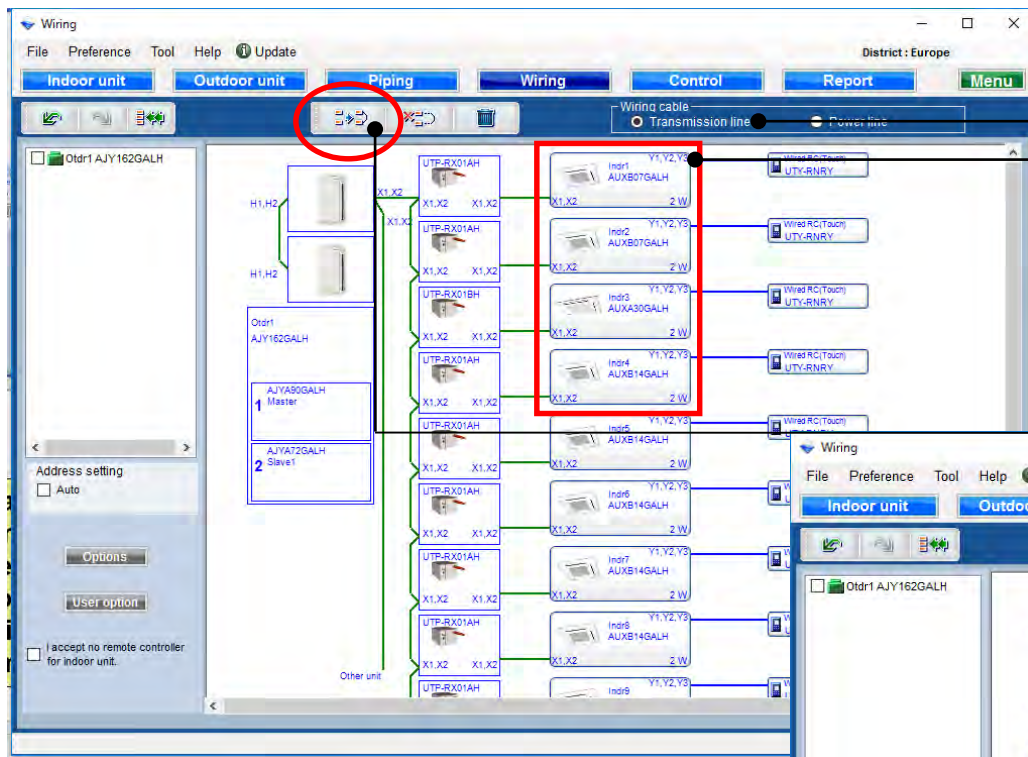 Wiring
File Preference Tool Help Update
District : Europe
Indoor unit Outdoor unit Piping Wiring Control Report Menu
Wiring cable
Transmission line Power line
Otdr1 AJY162GALH
H1,H2
H1,H2
X1,X2
X1,X2
Otdr1
AJY162GALH
AJYA90GALH
1 Master
AJYA72GALH
2 Slave1
Other unit
UTP-RX01AH
X1,X2 X1,X2
Indr1 Y1,Y2,Y3
AUXB07GALH
X1,X2 2 W
Wired RC(Touch)
UTY-RNRY
UTP-RX01AH
X1,X2 X1,X2
Indr2 Y1,Y2,Y3
AUXB07GALH
X1,X2 2 W
Wired RC(Touch)
UTY-RNRY
UTP-RX01BH
X1,X2 X1,X2
Indr3 Y1,Y2,Y3
AUXA30GALH
X1,X2 2 W
Wired RC(Touch)
UTY-RNRY
UTP-RX01AH
X1,X2 X1,X2
Indr4 Y1,Y2,Y3
AUXB14GALH
X1,X2 2 W
Wired RC(Touch)
UTY-RNRY
UTP-RX01AH
X1,X2 X1,X2
Indr5 Y1,Y2,Y3
AUXB14GALH
X1,X2 2 W
Wired RC(Touch)
UTY-RNRY
UTP-RX01AH
X1,X2 X1,X2
Indr6 Y1,Y2,Y3
AUXB14GALH
X1,X2 2 W
UTP-RX01AH
X1,X2 X1,X2
Indr7 Y1,Y2,Y3
AUXB14GALH
X1,X2 2 W
UTP-RX01AH
X1,X2 X1,X2
Indr8 Y1,Y2,Y3
AUXB14GALH
X1,X2 2 W
UTP-RX01AH
Indr9 Y1,Y2,Y3
Address setting
Auto
Options
User option
I accept no remote controller
for indoor unit.
Wiring
File Preference Tool Help
Indoor unit Outdoo
Otdr1 AJY162GALH